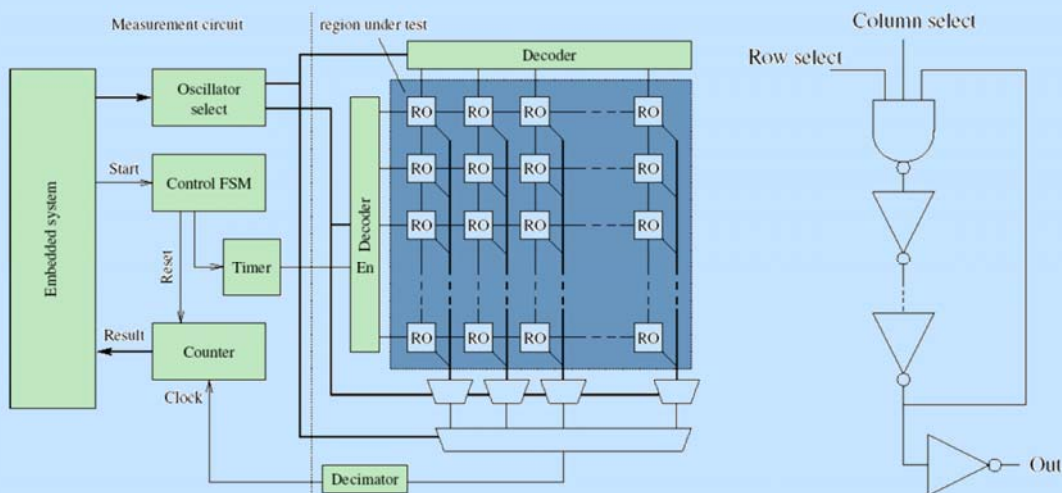 Measurement circuit
region under test
Embedded system
Oscillator
select
Start
Control FSM
Reset
Timer
Result
Counter
Clock
Decimator
Decoder
En Decoder
RO RO RO RO
RO RO RO RO
RO RO RO RO
RO RO RO RO
Column select
Row select
Out